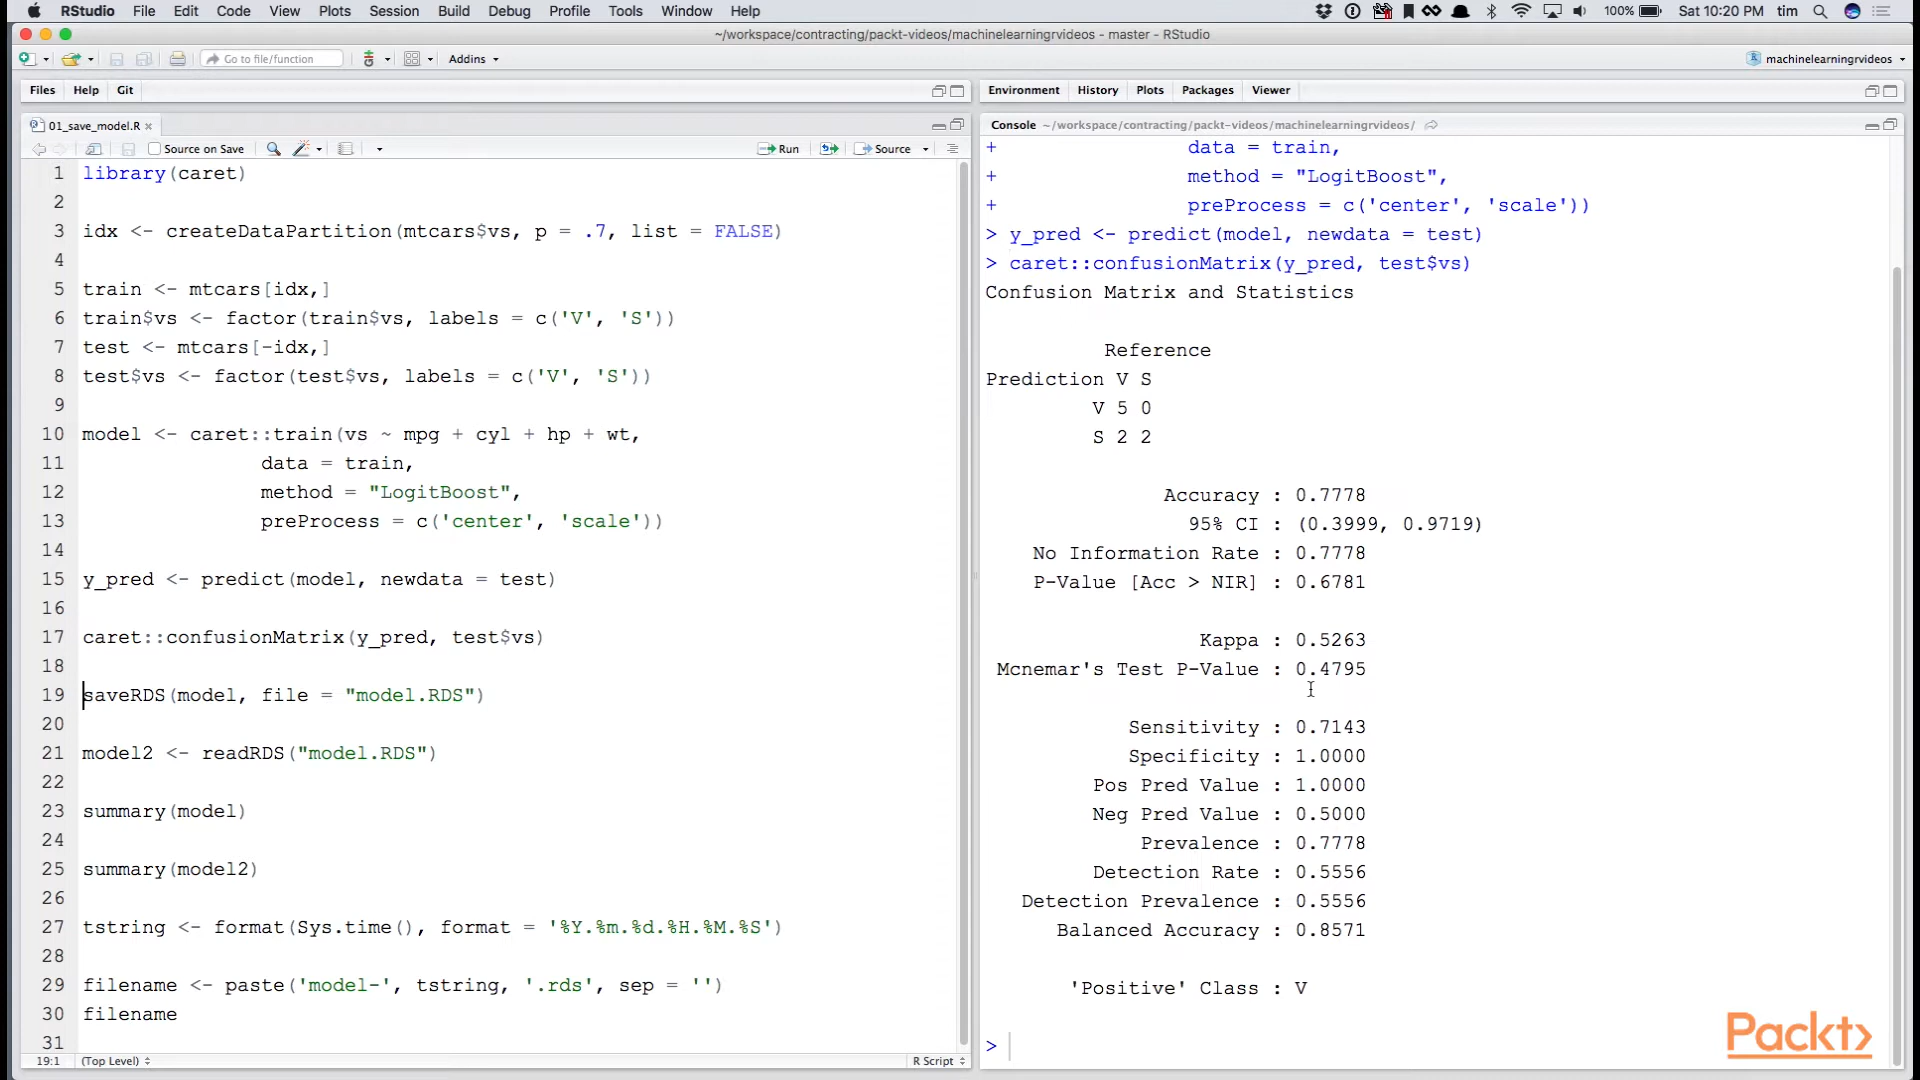 RStudio File Edit Code View Plots Session Build Debug Profile Tools Window Help 100% Sat 10:20 PM tim
~/workspace/contracting/packt-videos/machinelearningrvideos - master - RStudio
Go to file/function Addins machinelearningrvideos
Files Help Git
01_save_model.R
Source on Save Run Source
1 library(caret)
2
3 idx <- createDataPartition(mtcars$vs, p = .7, list = FALSE)
4
5 train <- mtcars[idx,]
6 train$vs <- factor(train$vs, labels = c('V', 'S'))
7 test <- mtcars[-idx,]
8 test$vs <- factor(test$vs, labels = c('V', 'S'))
9
10 model <- caret::train(vs ~ mpg + cyl + hp + wt,
11 data = train,
12 method = "LogitBoost",
13 preProcess = c('center', 'scale'))
14
15 y_pred <- predict(model, newdata = test)
16
17 caret::confusionMatrix(y_pred, test$vs)
18
19 saveRDS(model, file = "model.RDS")
20
21 model2 <- readRDS("model.RDS")
22
23 summary(model)
24
25 summary(model2)
26
27 tstring <- format(Sys.time(), format = '%Y.%m.%d.%H.%M.%S')
28
29 filename <- paste('model-', tstring, '.rds', sep = '')
30 filename
31
19:1 (Top Level) R Script
Environment History Plots Packages Viewer
Console ~/workspace/contracting/packt-videos/machinelearningrvideos/
+ data = train,
+ method = "LogitBoost",
+ preProcess = c('center', 'scale'))
> y_pred <- predict(model, newdata = test)
> caret::confusionMatrix(y_pred, test$vs)
Confusion Matrix and Statistics
Reference
Prediction V S
V 5 0
S 2 2
Accuracy : 0.7778
95% CI : (0.3999, 0.9719)
No Information Rate : 0.7778
P-Value [Acc > NIR] : 0.6781
Kappa : 0.5263
Mcnemar's Test P-Value : 0.4795
Sensitivity : 0.7143
Specificity : 1.0000
Pos Pred Value : 1.0000
Neg Pred Value : 0.5000
Prevalence : 0.7778
Detection Rate : 0.5556
Detection Prevalence : 0.5556
Balanced Accuracy : 0.8571
'Positive' Class : V
>
Packt>